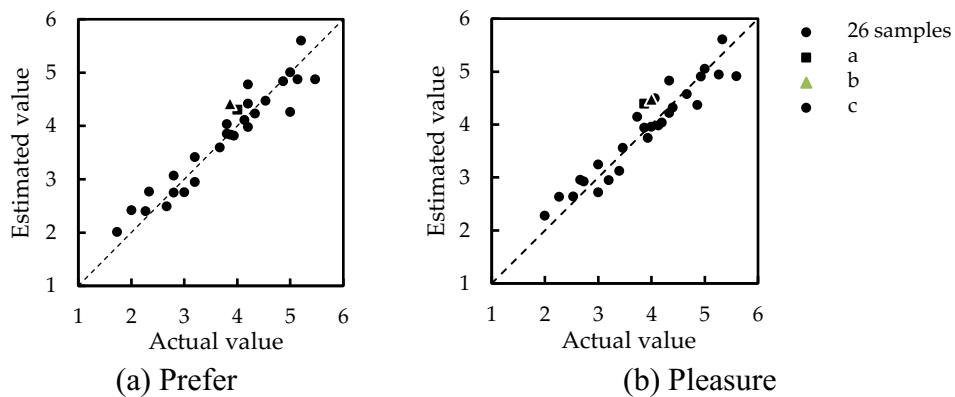 6
5
4
3
2
1
Estimated value
1 2 3 4 5 6
Actual value
(a) Prefer
6
5
4
3
2
1
Estimated value
1 2 3 4 5 6
Actual value
(b) Pleasure
26 samples
a
b
c